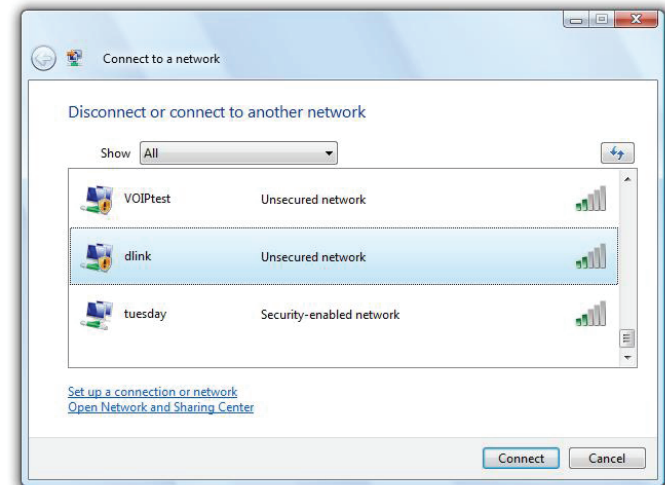 Connect to a network
Disconnect or connect to another network
Show All
VOIPtest Unsecured network
dlink Unsecured network
tuesday Security-enabled network
Set up a connection or network
Open Network and Sharing Center
Connect Cancel